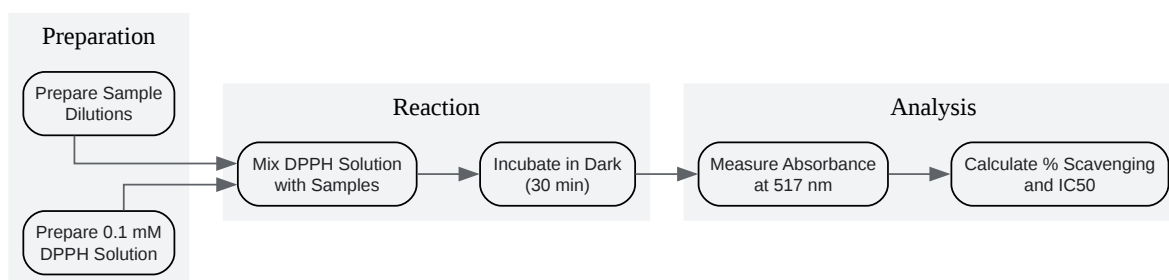 Preparation
Prepare Sample
Dilutions
Prepare 0.1 mM
DPPH Solution
Reaction
Mix DPPH Solution
with Samples
Incubate in Dark
(30 min)
Analysis
Measure Absorbance
at 517 nm
Calculate % Scavenging
and IC50